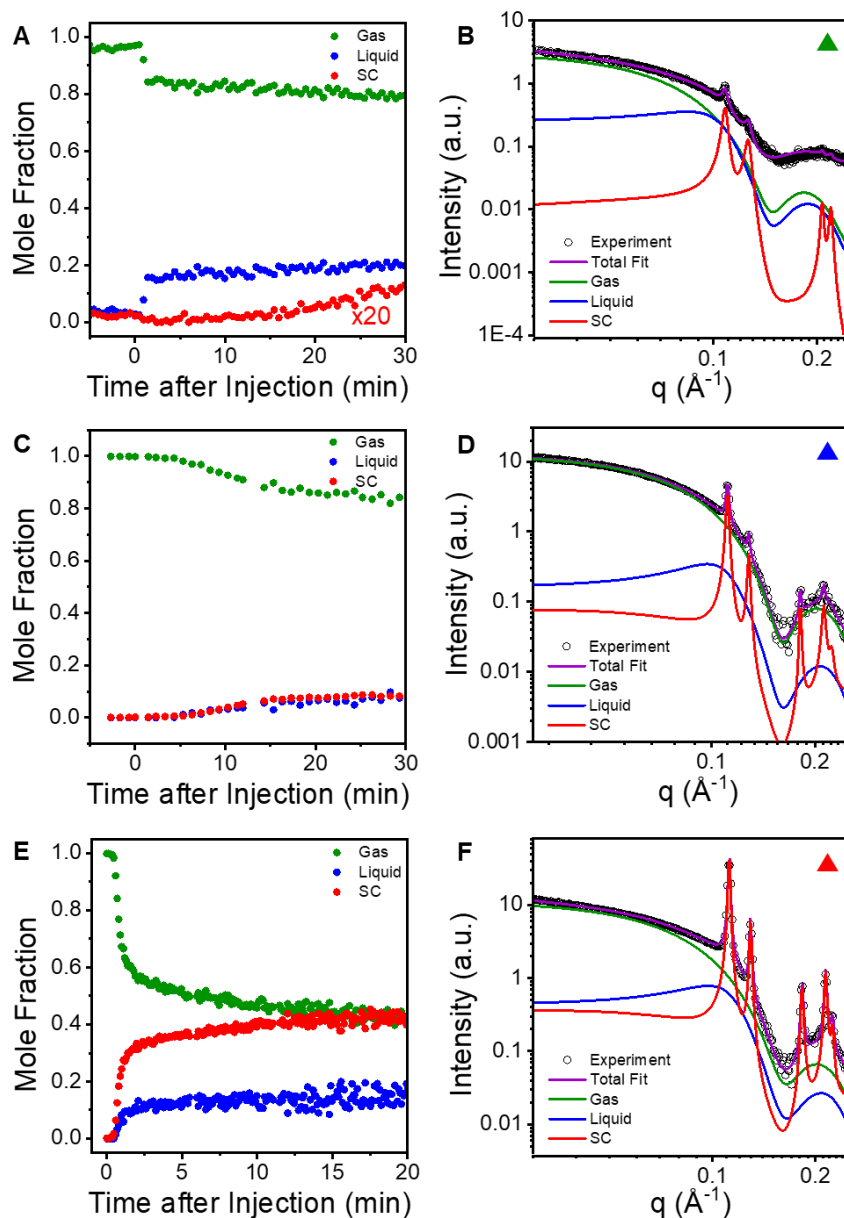 A
Gas
Liquid
SC
x20
1.0
0.8
0.6
0.4
0.2
0.0
Mole Fraction
0 10 20 30
Time after Injection (min)
B
10
1
0.1
0.01
0.001
1E-4
Intensity (a.u.)
Experiment
Total Fit
Gas
Liquid
SC
0.1 0.2
q (Å⁻¹)
C
Gas
Liquid
SC
1.0
0.8
0.6
0.4
0.2
0.0
Mole Fraction
0 10 20 30
Time after Injection (min)
D
10
1
0.1
0.01
0.001
Intensity (a.u.)
Experiment
Total Fit
Gas
Liquid
SC
0.1 0.2
q (Å⁻¹)
E
Gas
Liquid
SC
1.0
0.8
0.6
0.4
0.2
0.0
Mole Fraction
0 5 10 15 20
Time after Injection (min)
F
10
1
0.1
0.01
Intensity (a.u.)
Experiment
Total Fit
Gas
Liquid
SC
0.1 0.2
q (Å⁻¹)